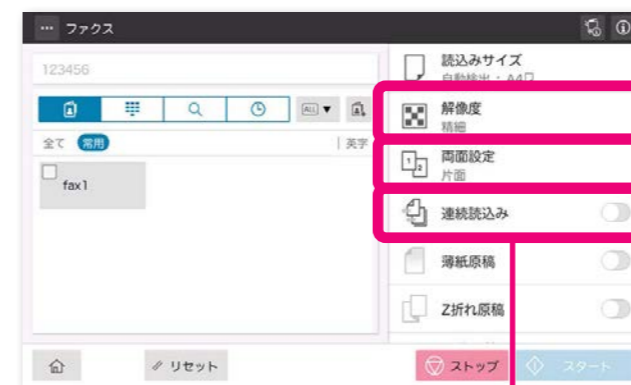 ファクス
123456
ALL
全て 常用 英字
fax1
読込みサイズ
自動検出 : A4
解像度
精細
1 2
両面設定
片面
連続読込み
薄紙原稿
Z折れ原稿
リセット
ストップ
スタート